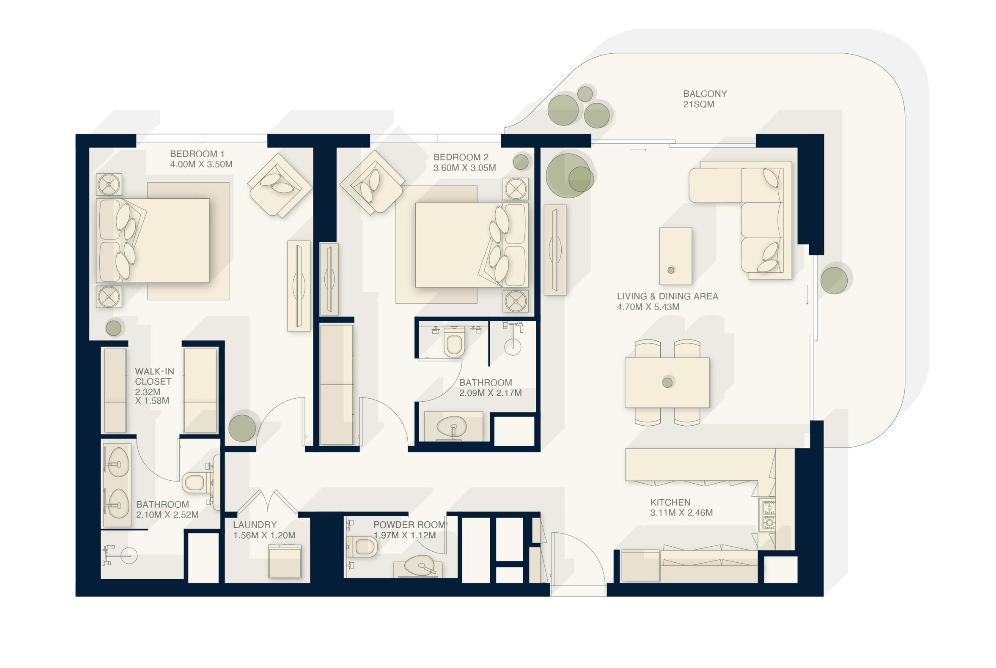 BALCONY
21SQM
BEDROOM 1
4.00M X 3.50M
BEDROOM 2
3.60M X 3.05M
LIVING & DINING AREA
4.70M X 5.43M
WALK-IN
CLOSET
2.32M
X 1.58M
BATHROOM
2.09M X 2.17M
BATHROOM
2.10M X 2.52M
KITCHEN
3.11M X 2.46M
LAUNDRY
1.56M X 1.20M
POWDER ROOM
1.97M X 1.12M